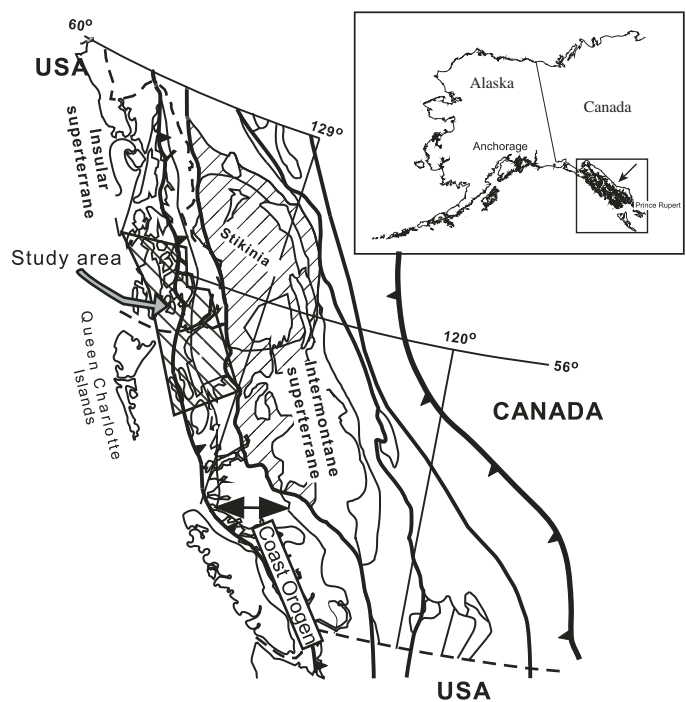 60°
USA
129°
Insular
superterrane
Stikinia
Study area
Queen Charlotte
Islands
Intermontane
superterrane
Coast Orogen
120°
56°
CANADA
USA
Alaska
Canada
Anchorage
Prince Rupert